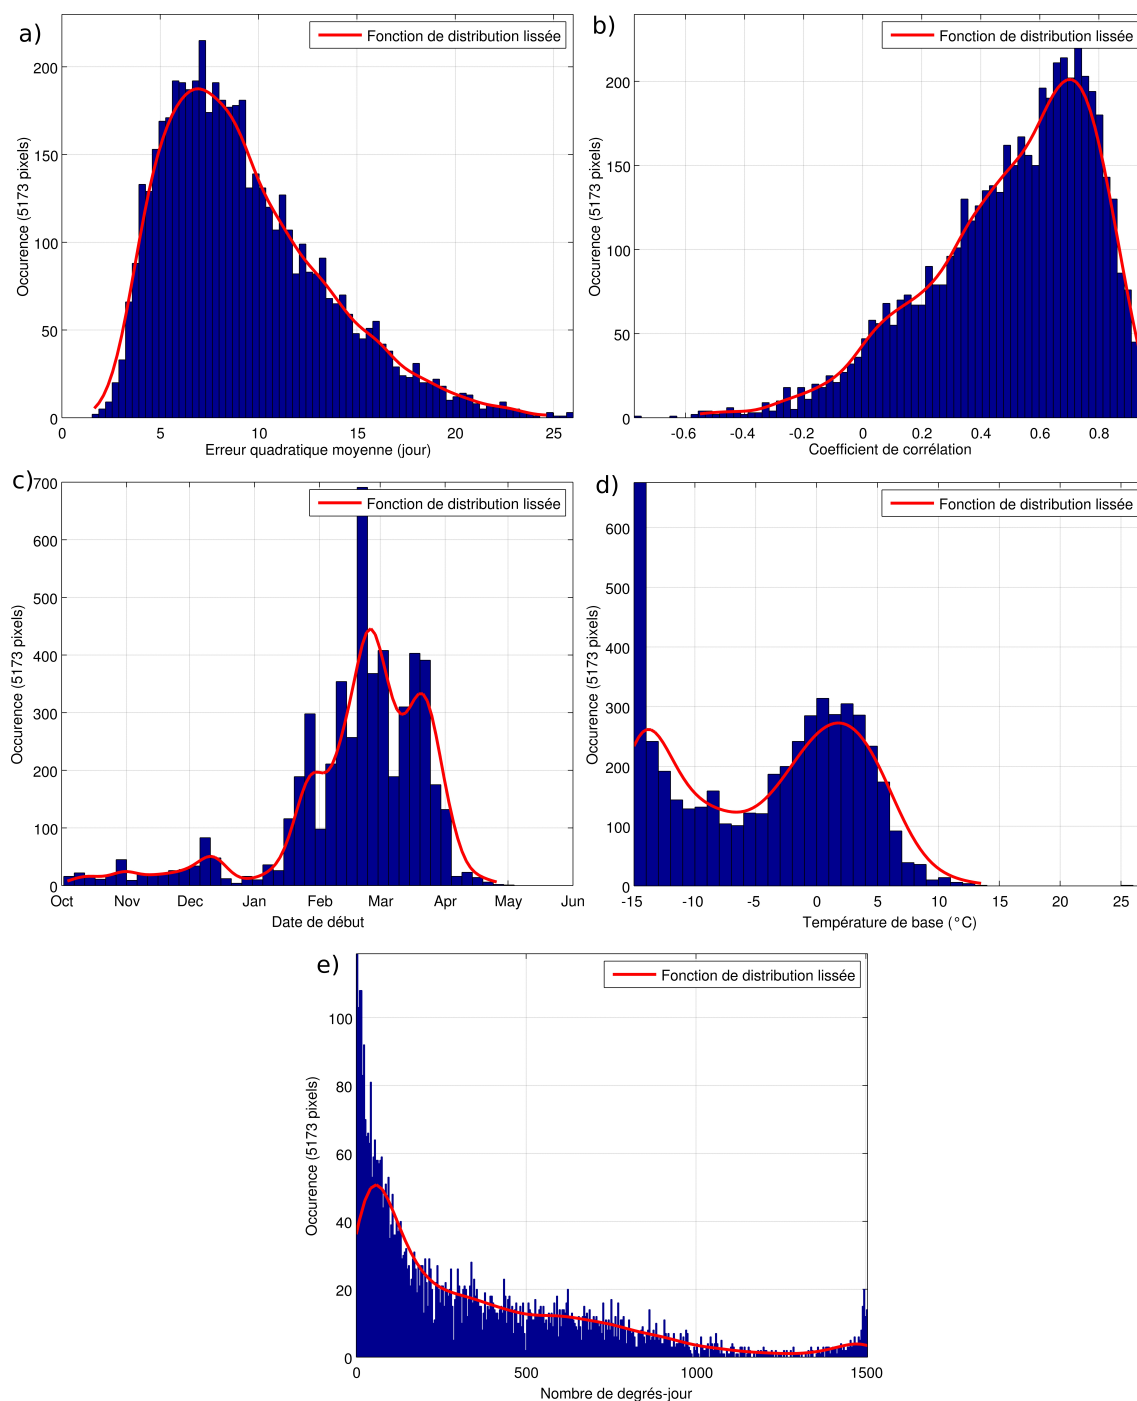 a)
Fonction de distribution lissée
Occurence (5173 pixels)
200
150
100
50
0
0 5 10 15 20 25
Erreur quadratique moyenne (jour)
b)
Fonction de distribution lissée
Occurence (5173 pixels)
200
150
100
50
0
-0.6 -0.4 -0.2 0 0.2 0.4 0.6 0.8
Coefficient de corrélation
c)
Fonction de distribution lissée
Occurence (5173 pixels)
700
600
500
400
300
200
100
0
Oct Nov Dec Jan Feb Mar Apr May Jun
Date de début
d)
Fonction de distribution lissée
Occurence (5173 pixels)
600
500
400
300
200
100
0
-15 -10 -5 0 5 10 15 20 25
Température de base (°C)
e)
Fonction de distribution lissée
Occurence (5173 pixels)
100
80
60
40
20
0
0 500 1000 1500
Nombre de degrés-jour